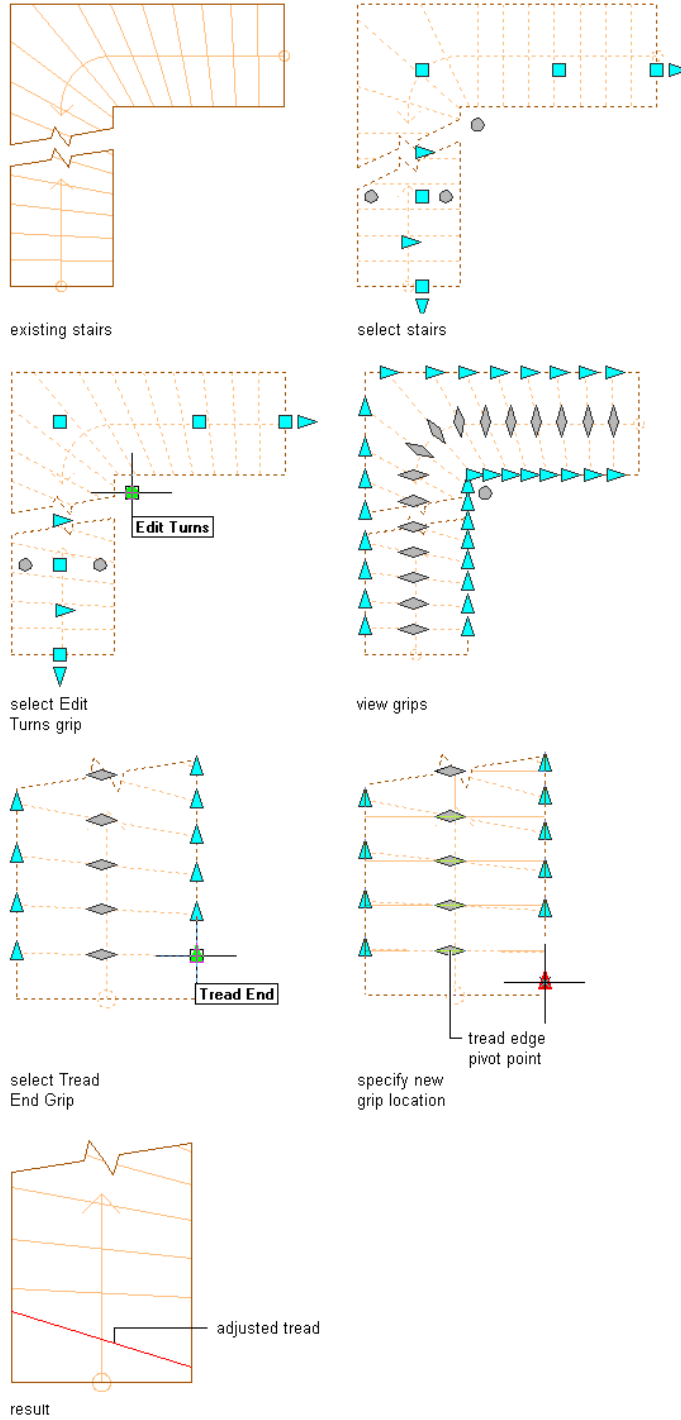 existing stairs
select stairs
Edit Turns
select Edit
Turns grip
view grips
Tread End
select Tread
End Grip
tread edge
pivot point
specify new
grip location
adjusted tread
result